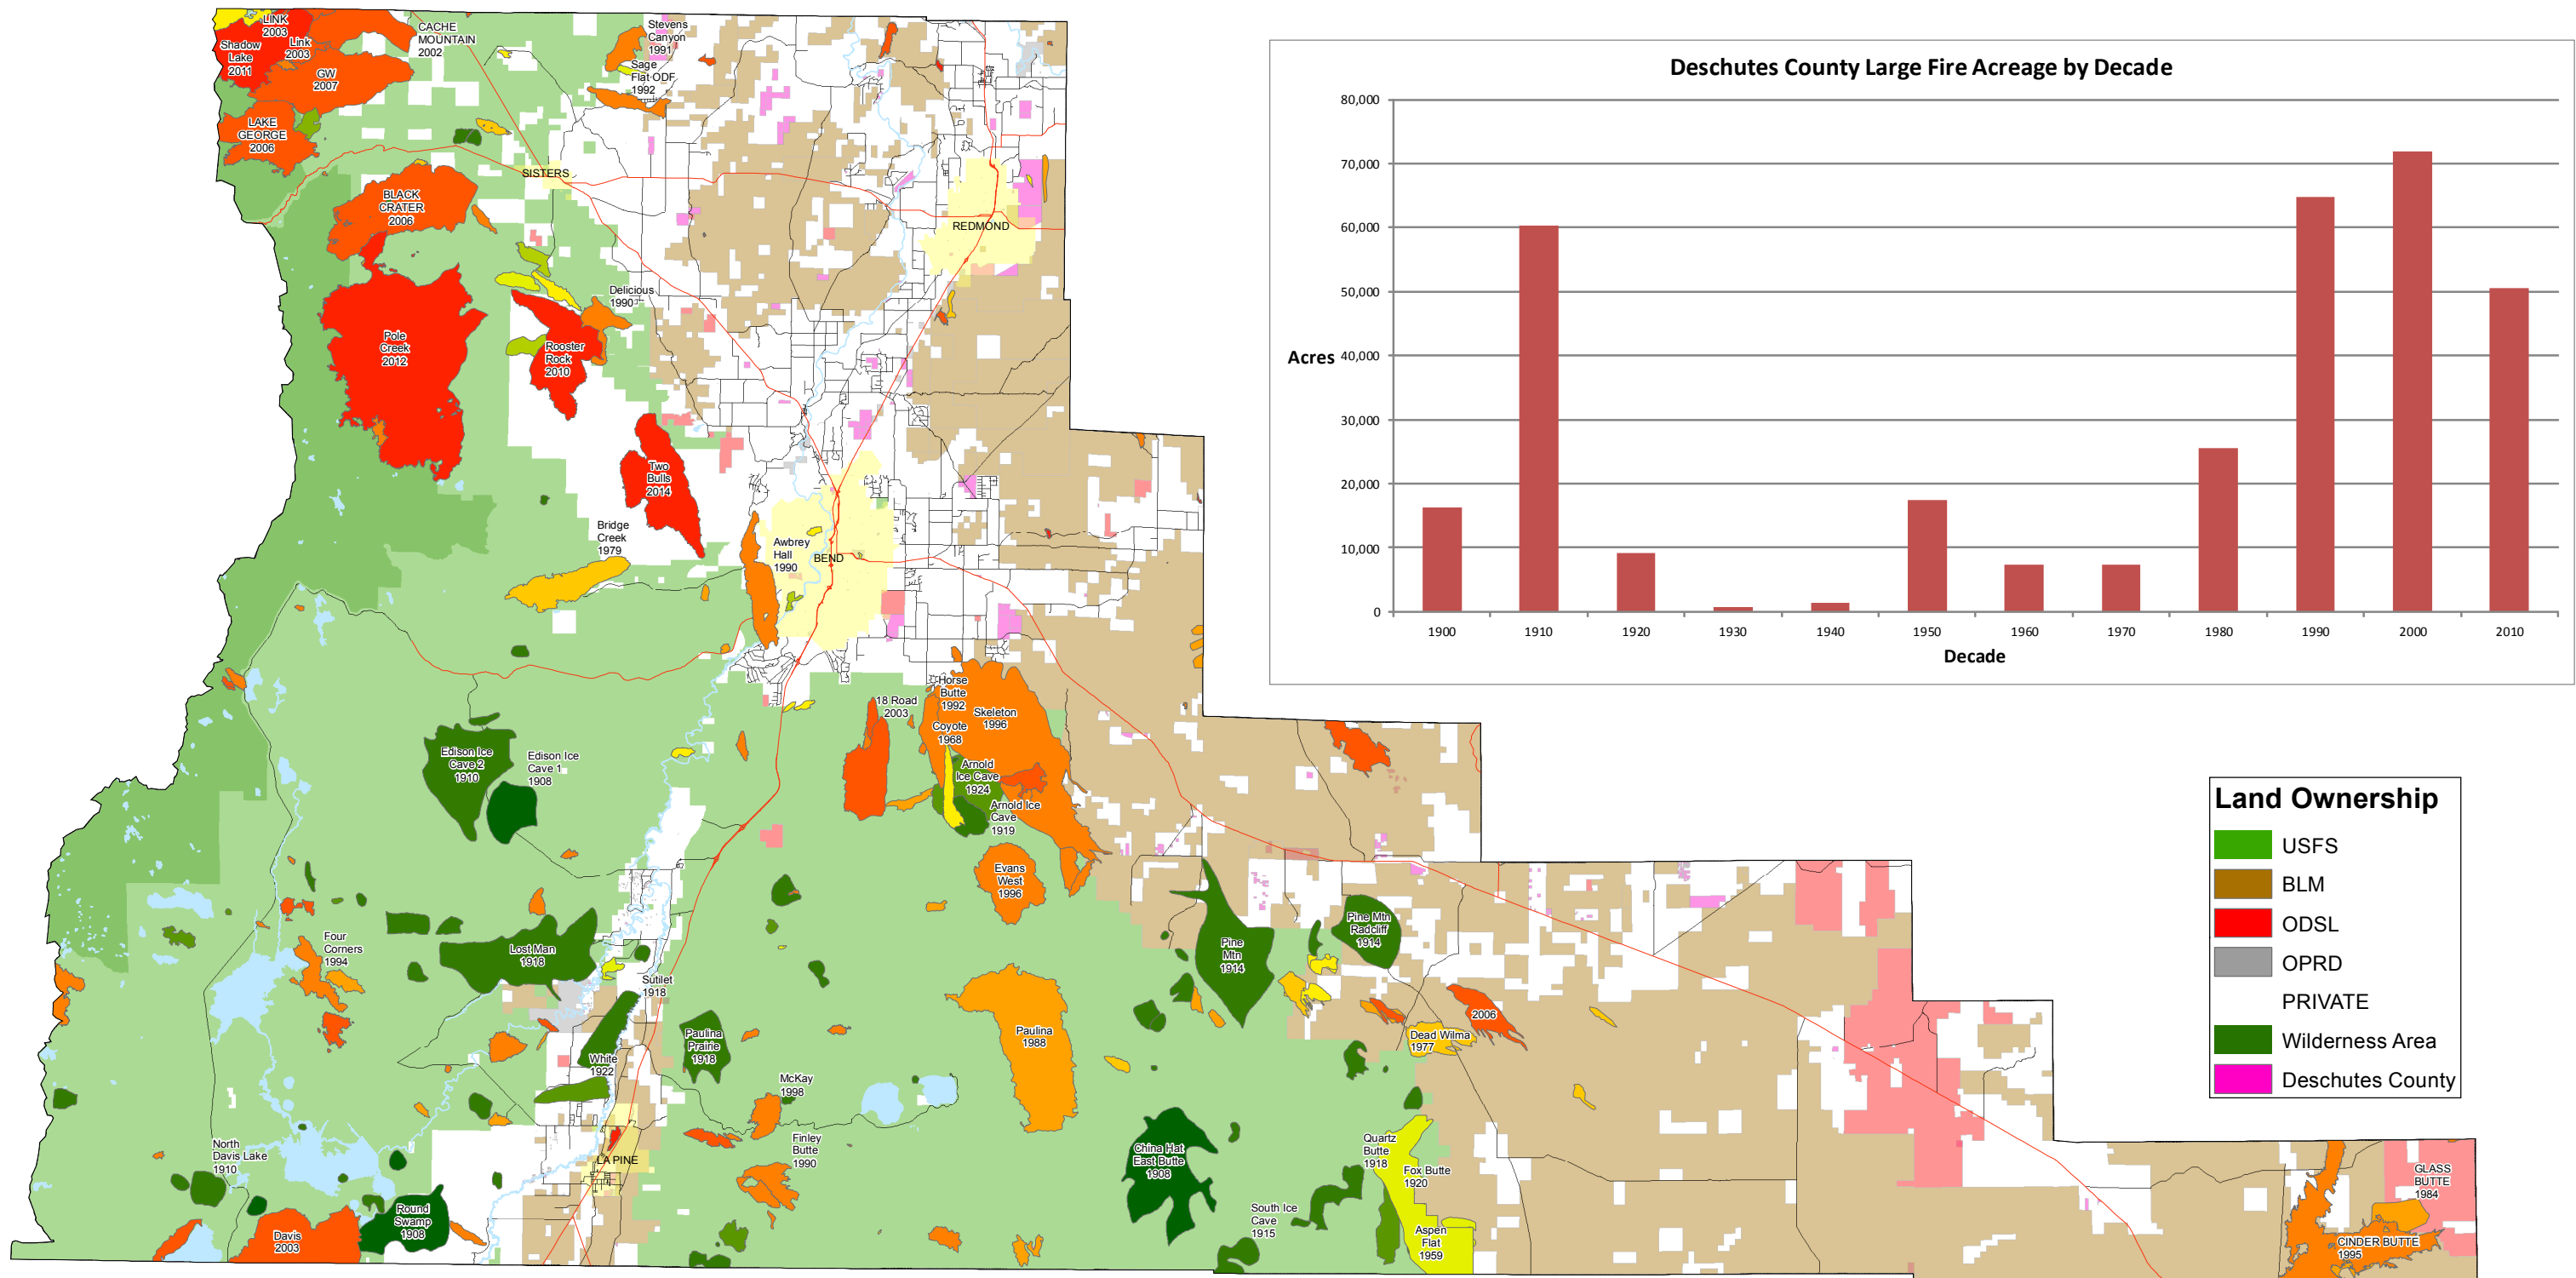 LINK
2003
Link
2003
Shadow
Lake
2011
CACHE
MOUNTAIN
2002
GW
2007
LAKE
GEORGE
2006
Stevens
Canyon
1991
Sage
Flat ODF
1992
BLACK
CRATER
2006
SISTERS
REDMOND
Delicious
1990
Pole
Creek
2012
Rooster
Rock
2010
Two
Bulls
2014
Bridge
Creek
1979
Awbrey
Hall
1990
BEND
Horse
Butte
1992
18 Road
2003
Skeleton
1996
Coyote
1968
Arnold
Ice Cave
1924
Arnold Ice
Cave
1919
Edison Ice
Cave 2
1910
Edison Ice
Cave 1
1908
Evans
West
1996
Four
Corners
1994
Lost Man
1918
Sutilet
1918
Pine
Mtn
1914
Pine Mtn
Radcliff
1914
Paulina
Prairie
1918
Paulina
1988
2006
Dead Wilma
1977
White
1922
McKay
1998
Finley
Butte
1990
North
Davis Lake
1910
LA PINE
China Hat
East Butte
1908
Quartz
Butte
1918
Fox Butte
1920
South Ice
Cave
1915
Aspen
Flat
1959
Round
Swamp
1908
Davis
2003
GLASS
BUTTE
1984
CINDER BUTTE
1995
Deschutes County Large Fire Acreage by Decade
80,000
70,000
60,000
50,000
Acres 40,000
30,000
20,000
10,000
0
1900 1910 1920 1930 1940 1950 1960 1970 1980 1990 2000 2010
Decade
Land Ownership
USFS
BLM
ODSL
OPRD
PRIVATE
Wilderness Area
Deschutes County